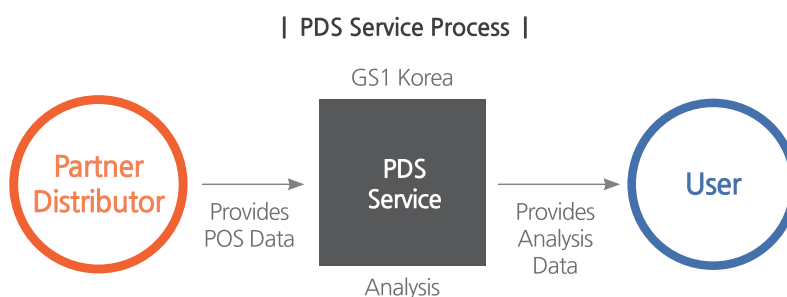 | PDS Service Process |
GS1 Korea
Partner
Distributor
Provides
POS Data
PDS
Service
Provides
Analysis
Data
User
Analysis